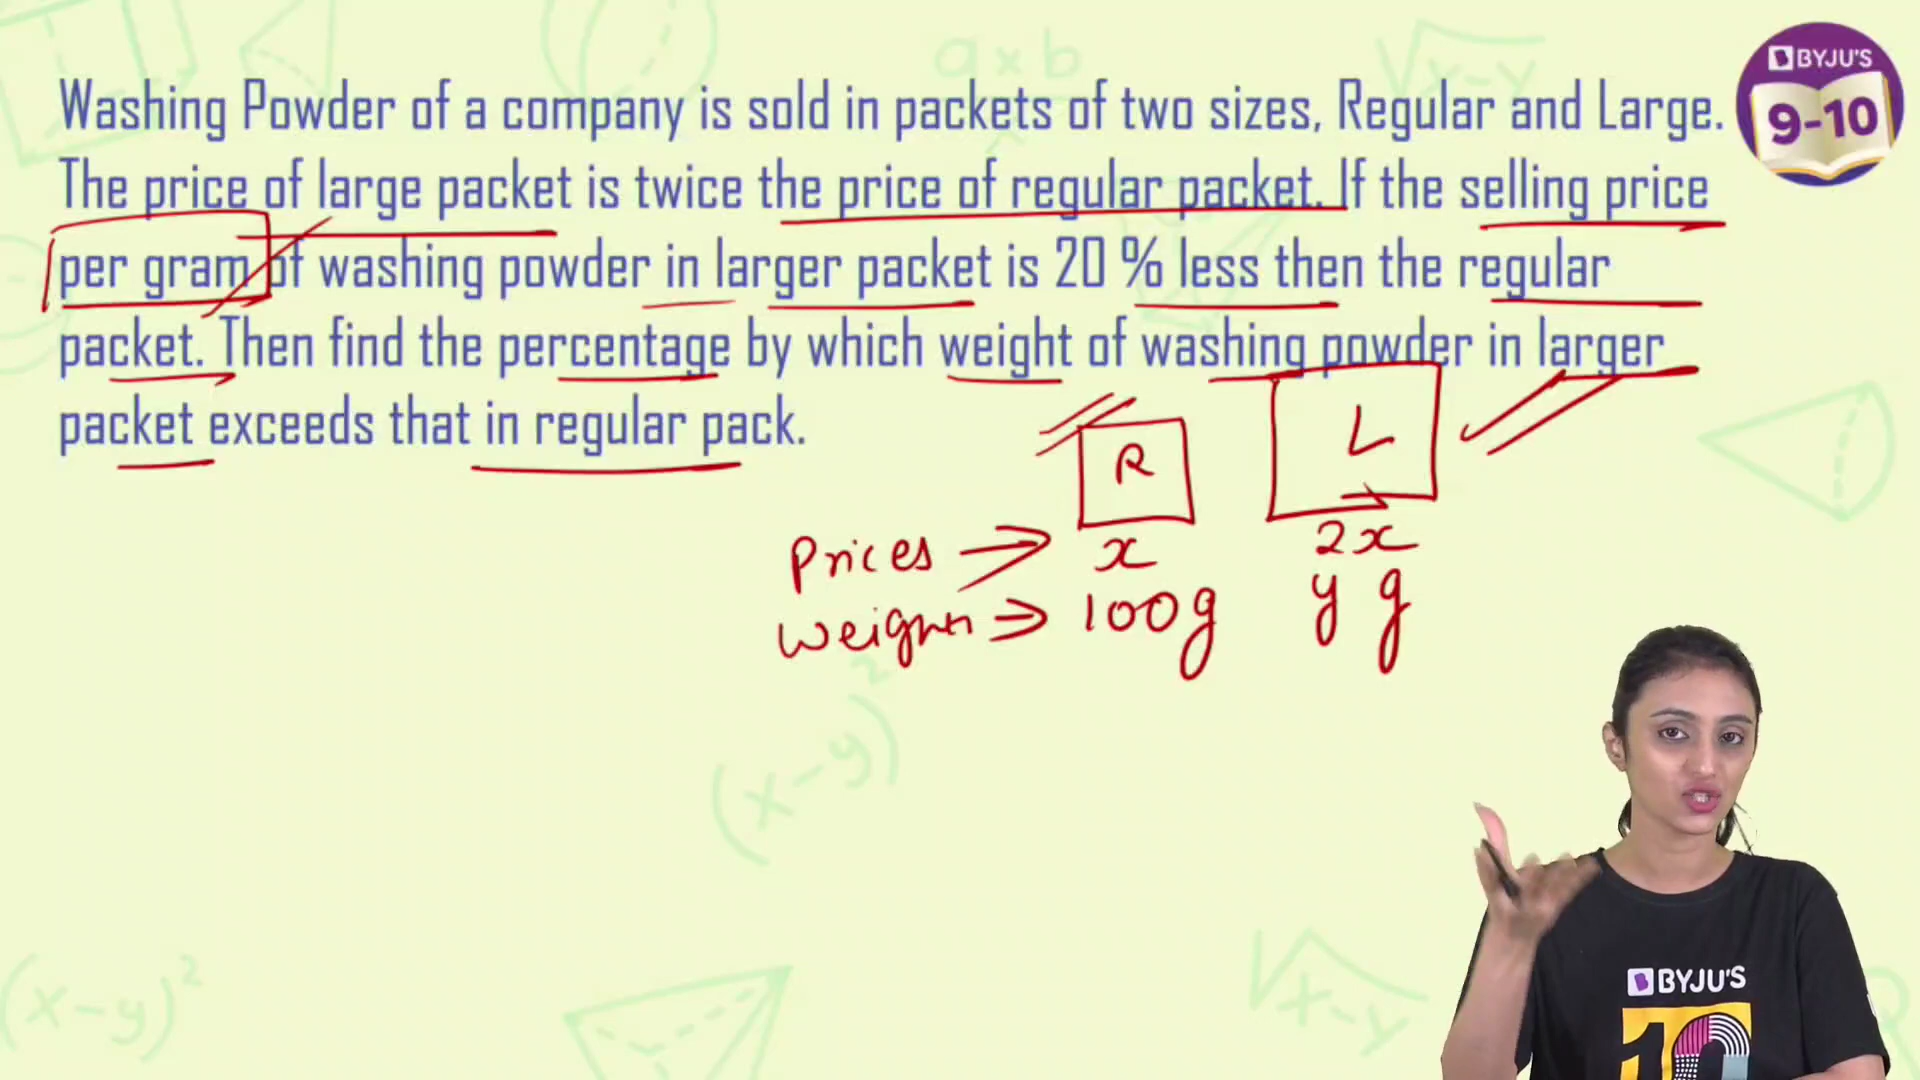 Washing Powder of a company is sold in packets of two sizes, Regular and Large.
The price of large packet is twice the price of regular packet. If the selling price
per gram of washing powder in larger packet is 20 % less then the regular
packet. Then find the percentage by which weight of washing powder in larger
packet exceeds that in regular pack.
BYJU'S
9-10
R L
Prices → x 2x
→ 100g y g
a x b
√x-y
(x-y)²
(x-y)²
√x-y
BYJU'S
10